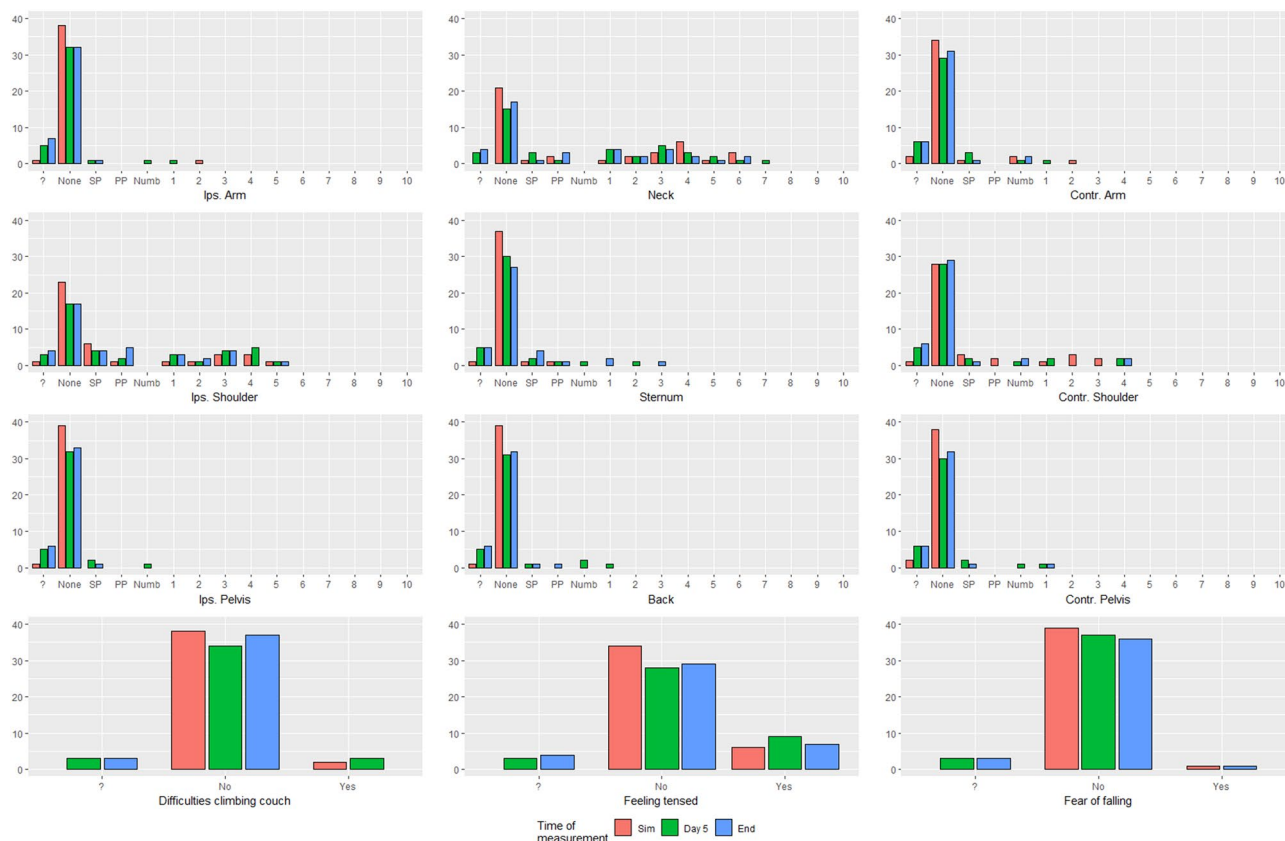 40
30
20
10
0
? None SP PP Numb 1 2 3 4 5 6 7 8 9 10
Ips. Arm
40
30
20
10
0
? None SP PP Numb 1 2 3 4 5 6 7 8 9 10
Neck
40
30
20
10
0
? None SP PP Numb 1 2 3 4 5 6 7 8 9 10
Contr. Arm
40
30
20
10
0
? None SP PP Numb 1 2 3 4 5 6 7 8 9 10
Ips. Shoulder
40
30
20
10
0
? None SP PP Numb 1 2 3 4 5 6 7 8 9 10
Sternum
40
30
20
10
0
? None SP PP Numb 1 2 3 4 5 6 7 8 9 10
Contr. Shoulder
40
30
20
10
0
? None SP PP Numb 1 2 3 4 5 6 7 8 9 10
Ips. Pelvis
40
30
20
10
0
? None SP PP Numb 1 2 3 4 5 6 7 8 9 10
Back
40
30
20
10
0
? None SP PP Numb 1 2 3 4 5 6 7 8 9 10
Contr. Pelvis
40
30
20
10
0
? No Yes
Difficulties climbing couch
40
30
20
10
0
? No Yes
Feeling tensed
40
30
20
10
0
? No Yes
Fear of falling
Time of
measurement Sim Day 5 End